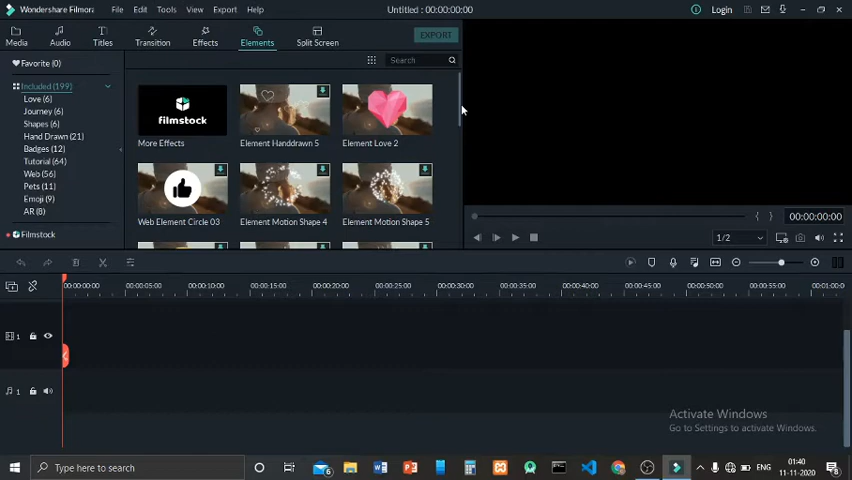 Wondershare Filmora
File Edit Tools View Export Help
Untitled : 00:00:00:00
Login
Media Audio Titles Transition Effects Elements Split Screen
EXPORT
Favorite (0)
Search
Included (199)
Love (6)
Journey (6)
Shapes (6)
Hand Drawn (21)
Badges (12)
Tutorial (64)
Web (56)
Pets (11)
Emoji (9)
AR (8)
Filmstock
filmstock
More Effects Element Handdrawn 5 Element Love 2
Web Element Circle 03 Element Motion Shape 4 Element Motion Shape 5
00:00:00:00
1/2
00:00:00:00 00:00:05:00 00:00:10:00 00:00:15:00 00:00:20:00 00:00:25:00 00:00:30:00 00:00:35:00 00:00:40:00 00:00:45:00 00:00:50:00 00:00:55:00 00:01:00:0
1
1
Activate Windows
Go to Settings to activate Windows.
Type here to search
6
ENG
01:40
11-11-2020
8